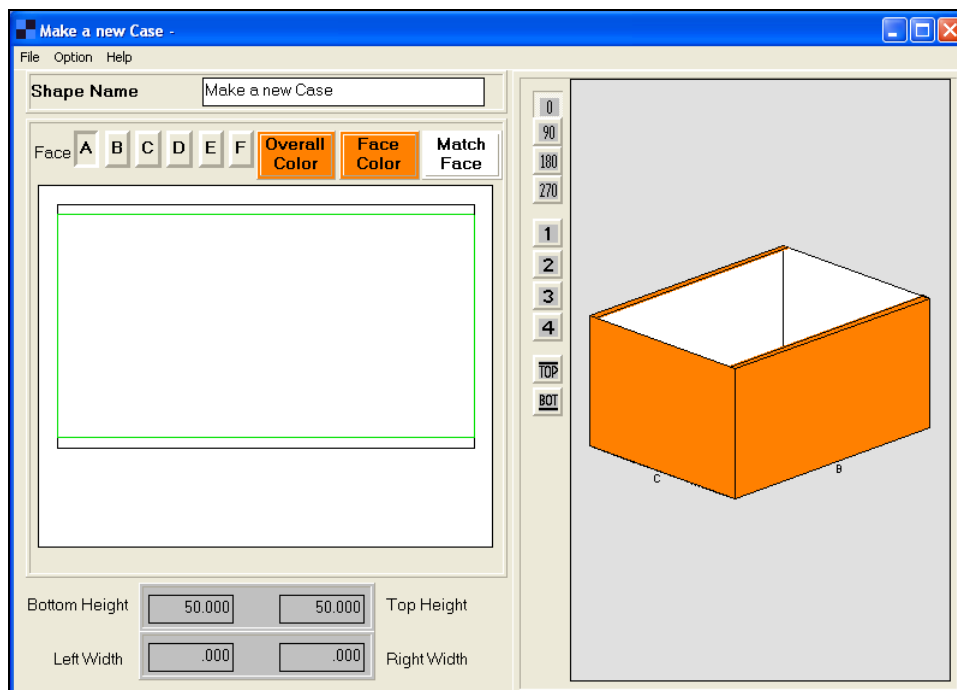 Make a new Case -
File Option Help
Shape Name Make a new Case
Face A B C D E F Overall Color Face Color Match Face
0
90
180
270
1
2
3
4
TOP
BOT
C B
Bottom Height 50.000 50.000 Top Height
Left Width .000 .000 Right Width